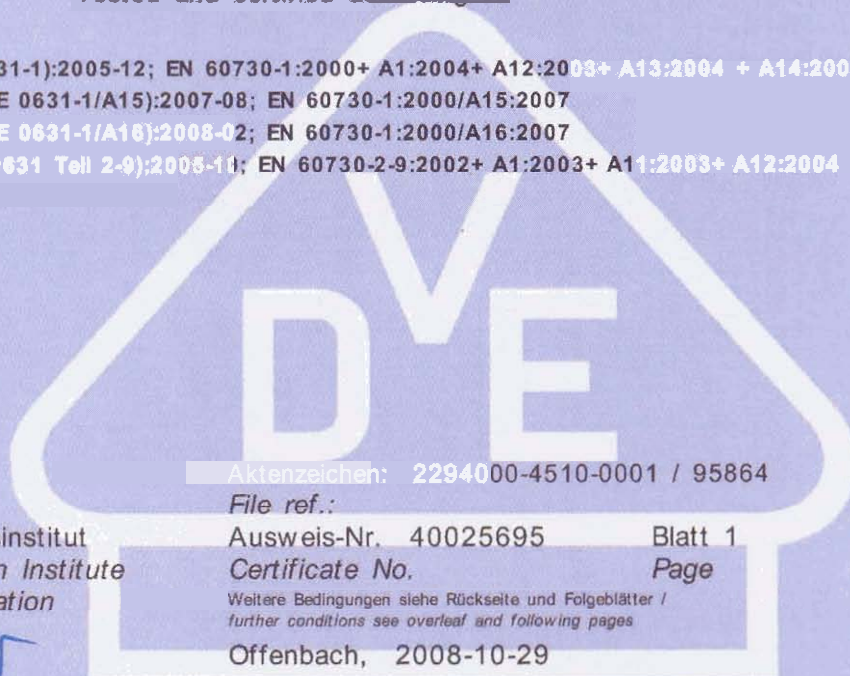 31-1):2005-12; EN 60730-1:2000+ A1:2004+ A12:2003+ A13:2004 + A14:200
E 0631-1/A15):2007-08; EN 60730-1:2000/A15:2007
E 0631-1/A16):2008-02; EN 60730-1:2000/A16:2007
631 Teil 2-9):2005-11; EN 60730-2-9:2002+ A1:2003+ A11:2003+ A12:2004
VDE
Aktenzeichen: 2294000-4510-0001 / 95864
File ref.:
institut Ausweis-Nr. 40025695 Blatt 1
n Institute Certificate No. Page
ation Weitere Bedingungen siehe Rückseite und Folgeblätter /
further conditions see overleaf and following pages
Offenbach, 2008-10-29